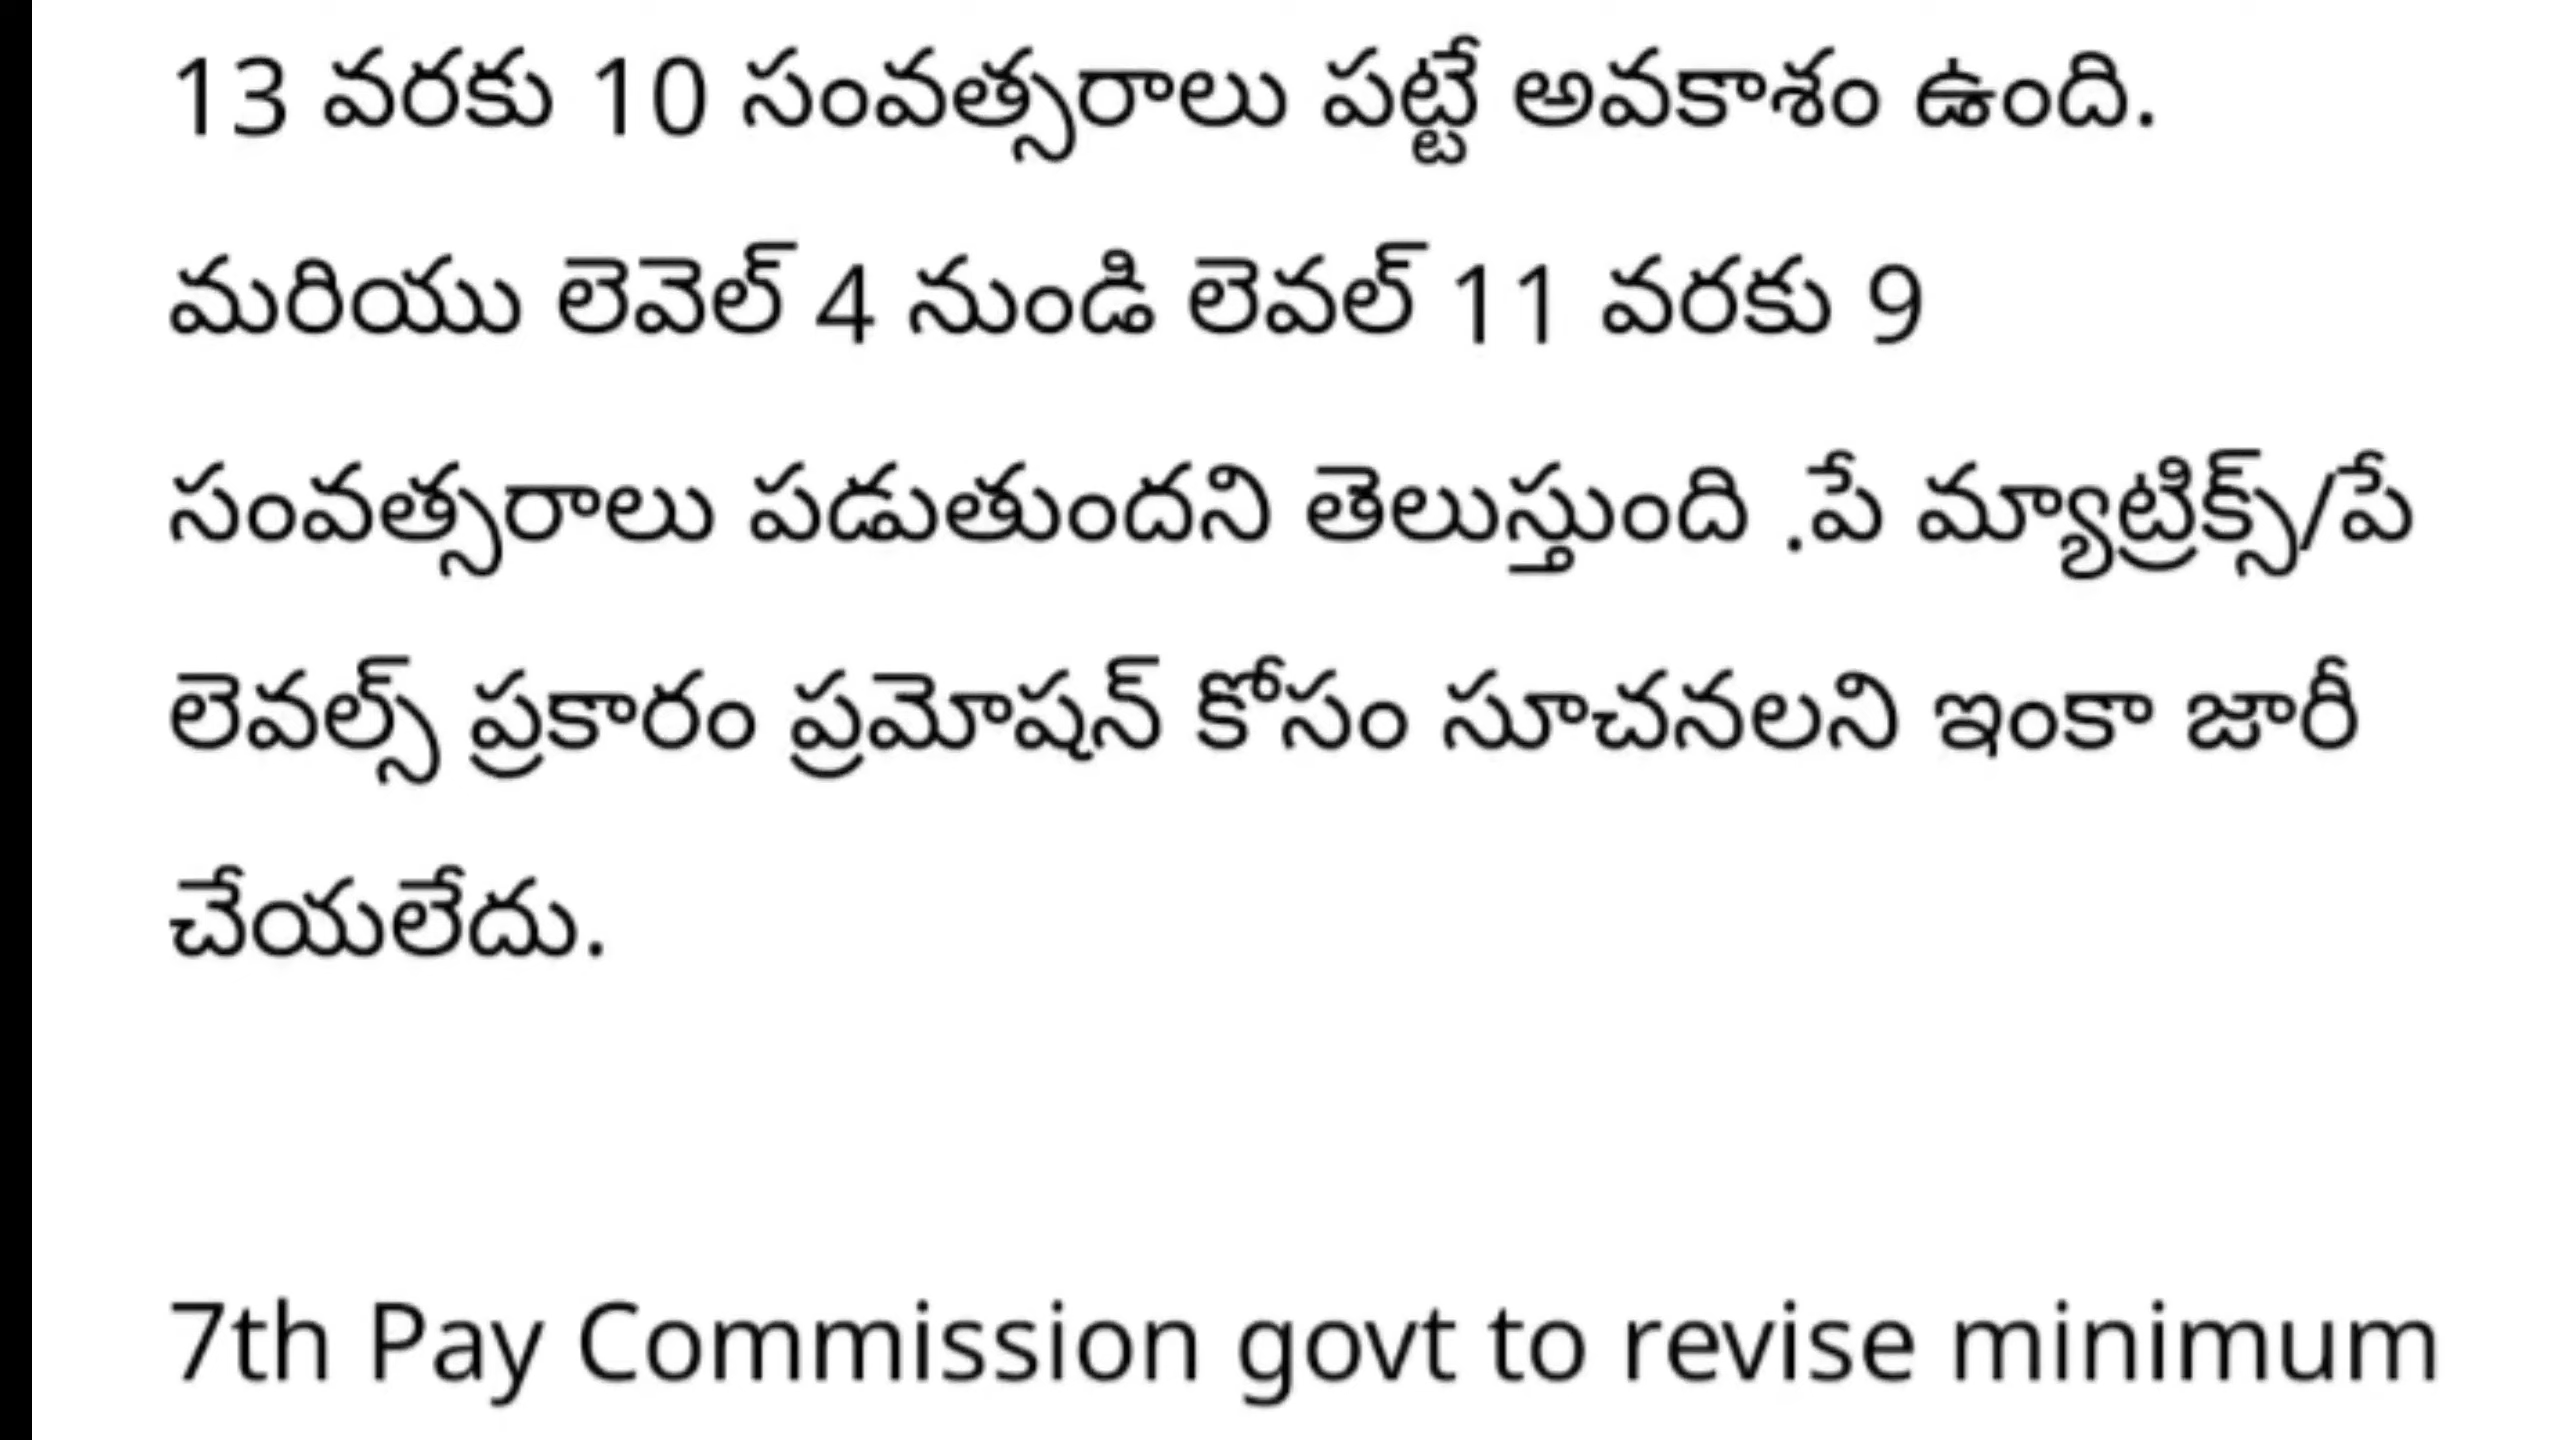 13 వరకు 10 సంవత్సరాలు పట్టే అవకాశం ఉంది.
మరియు లెవెల్ 4 నుండి లెవల్ 11 వరకు 9
సంవత్సరాలు పడుతుందని తెలుస్తుంది .పే మ్యాట్రిక్స్/పే
లెవల్స్ ప్రకారం ప్రమోషన్ కోసం సూచనలని ఇంకా జారీ
చేయలేదు.
7th Pay Commission govt to revise minimum